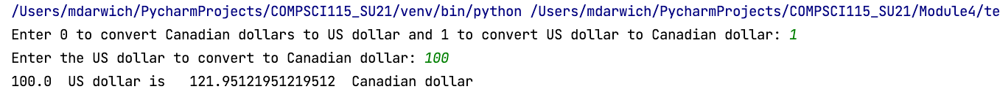 /Users/mdarwich/PycharmProjects/COMPSCI115_SU21/venv/bin/python /Users/mdarwich/PycharmProjects/COMPSCI115_SU21/Module4/te
Enter 0 to convert Canadian dollars to US dollar and 1 to convert US dollar to Canadian dollar: 1
Enter the US dollar to convert to Canadian dollar: 100
100.0  US dollar is   121.95121951219512  Canadian dollar